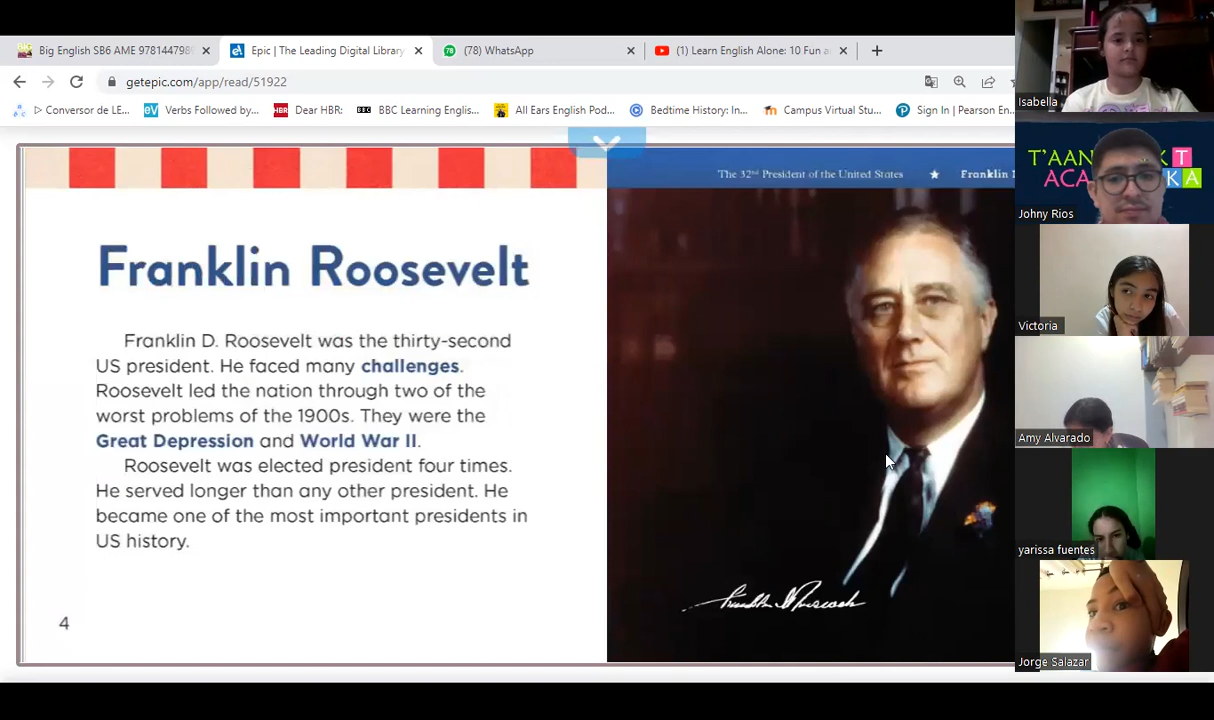 Big English SB6 AME 978144798
Epic | The Leading Digital Library
(78) WhatsApp
(1) Learn English Alone: 10 Fun a
getepic.com/app/read/51922
▷ Conversor de LE...
Verbs Followed by...
Dear HBR:
BBC Learning Englis...
All Ears English Pod...
Bedtime History: In...
Campus Virtual Stu...
Sign In | Pearson En...
The 32nd President of the United States ★ Franklin
Franklin Roosevelt
Franklin D. Roosevelt was the thirty-second
US president. He faced many challenges.
Roosevelt led the nation through two of the
worst problems of the 1900s. They were the
Great Depression and World War II.
Roosevelt was elected president four times.
He served longer than any other president. He
became one of the most important presidents in
US history.
4
Isabella
T'AAN
ACA
Johny Rios
Victoria
Amy Alvarado
yarissa fuentes
Jorge Salazar